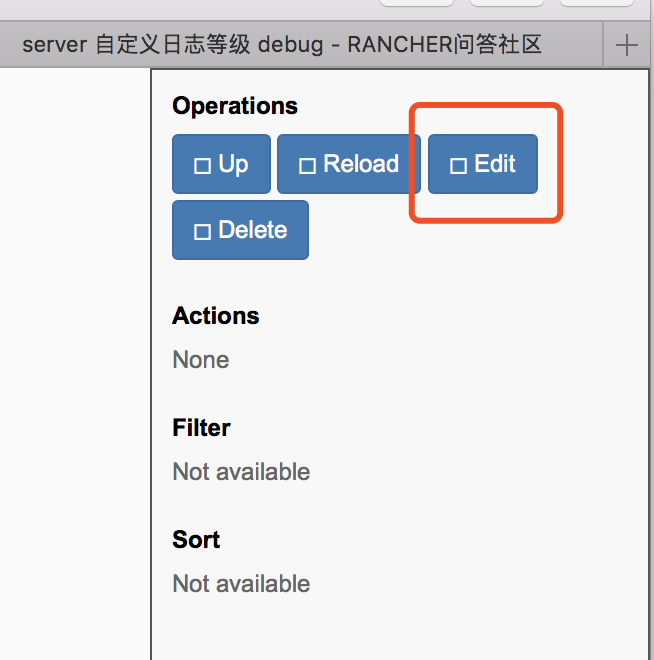 server 自定义日志等级 debug - RANCHER问答社区
Operations
Up Reload Edit
Delete
Actions
None
Filter
Not available
Sort
Not available